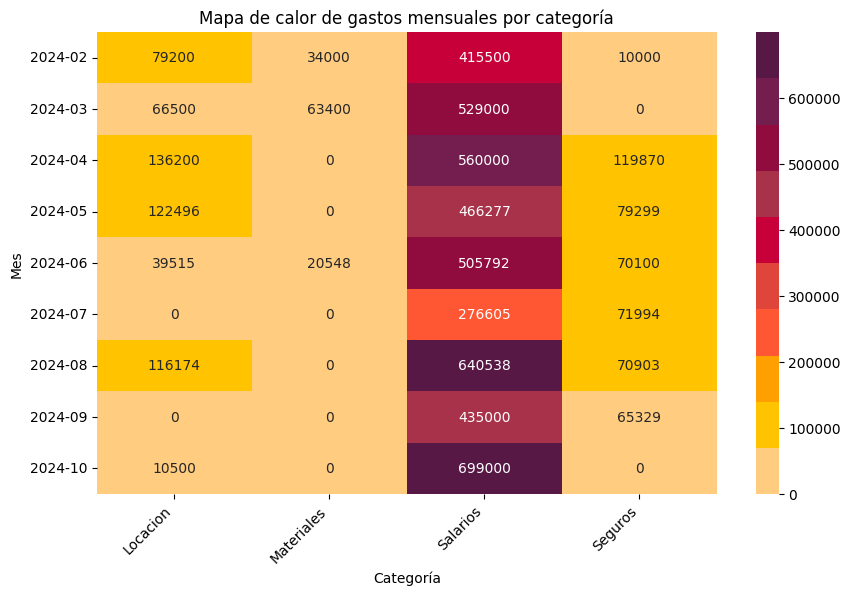 Mapa de calor de gastos mensuales por categoría
Mes
2024-02 79200 34000 415500 10000
2024-03 66500 63400 529000 0
2024-04 136200 0 560000 119870
2024-05 122496 0 466277 79299
2024-06 39515 20548 505792 70100
2024-07 0 0 276605 71994
2024-08 116174 0 640538 70903
2024-09 0 0 435000 65329
2024-10 10500 0 699000 0
Locacion Materiales Salarios Seguros
Categoría
600000
500000
400000
300000
200000
100000
0